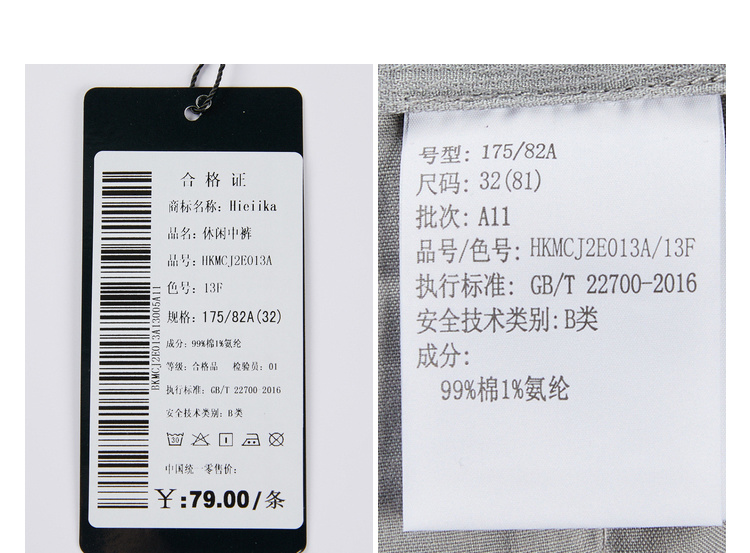 合格证
商标名称: Hieiika
品名: 休闲中裤
品号: HKMCJ2E013A
色号: 13F
规格: 175/82A(32)
成分: 99%棉1%氨纶
等级: 合格品 检验员: 01
执行标准: GB/T 22700 2016
安全技术类别: B类
30
中国统一零售价:
¥:79.00/条
BKMCJ2E013A13005A11
号型: 175/82A
尺码: 32(81)
批次: A11
品号/色号: HKMCJ2E013A/13F
执行标准: GB/T 22700-2016
安全技术类别: B类
成分:
99%棉1%氨纶